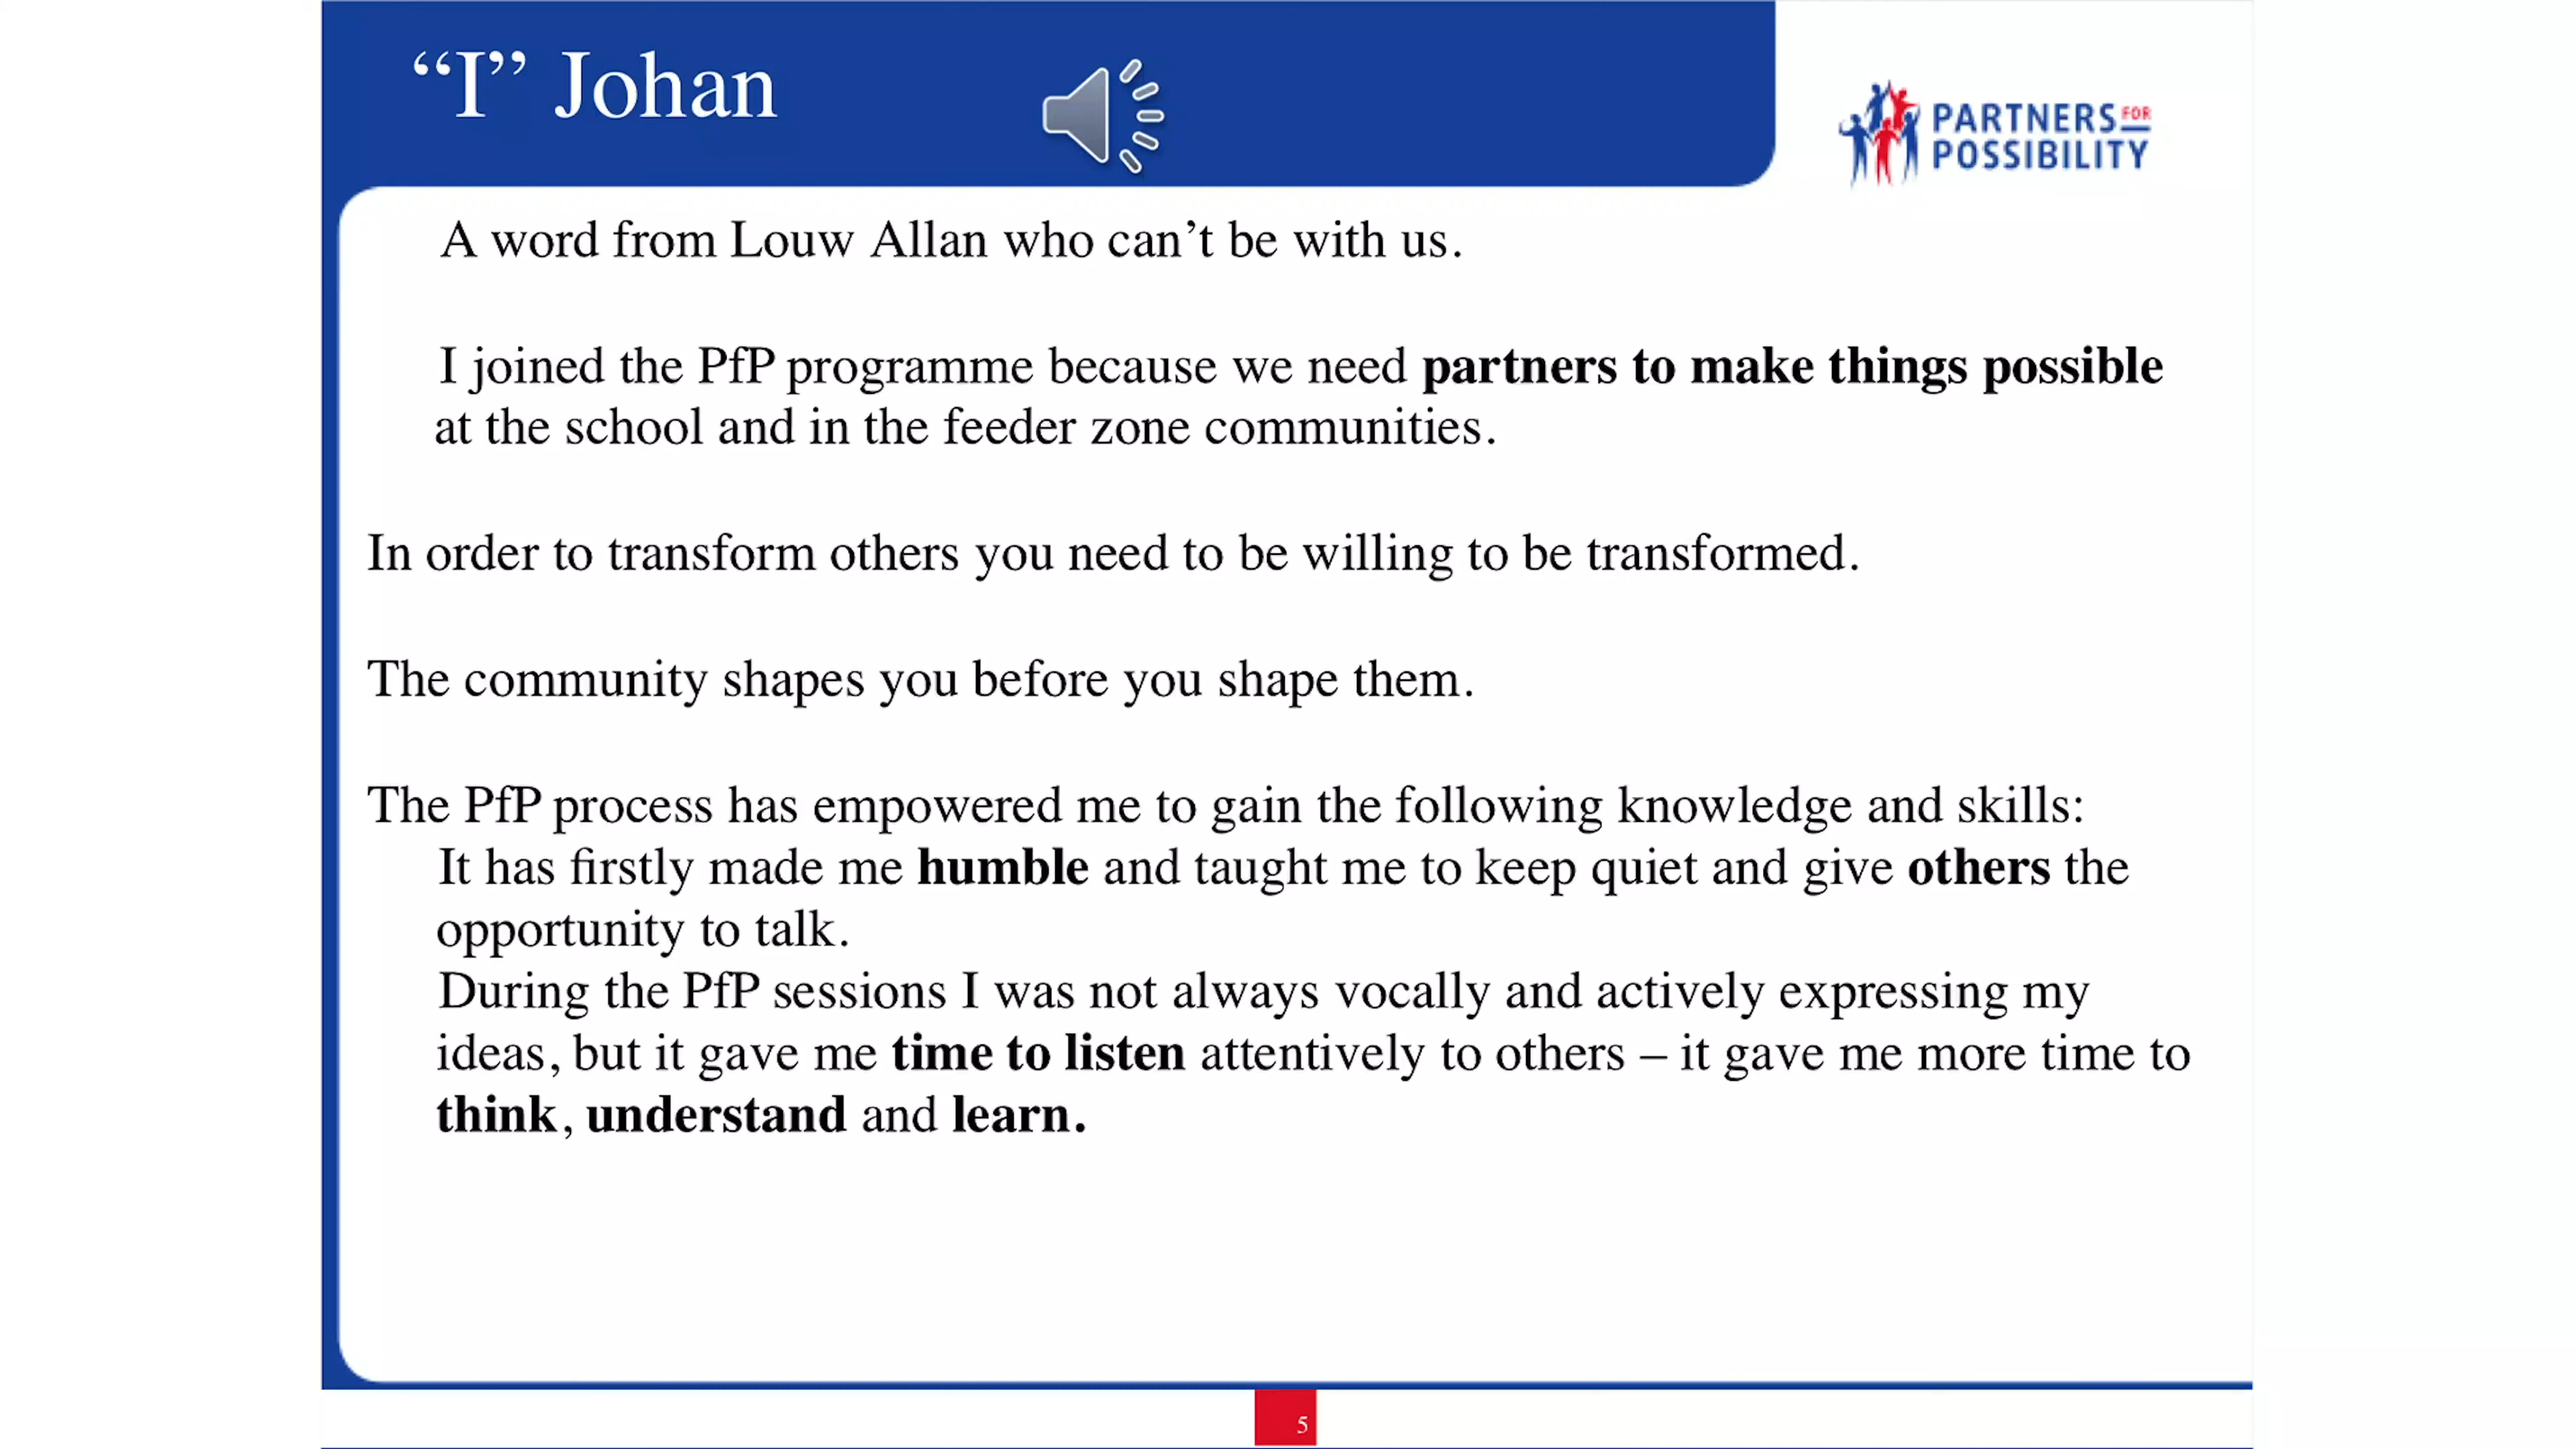 “I” Johan
PARTNERS FOR
POSSIBILITY
A word from Louw Allan who can’t be with us.
I joined the PfP programme because we need partners to make things possible
at the school and in the feeder zone communities.
In order to transform others you need to be willing to be transformed.
The community shapes you before you shape them.
The PfP process has empowered me to gain the following knowledge and skills:
It has firstly made me humble and taught me to keep quiet and give others the
opportunity to talk.
During the PfP sessions I was not always vocally and actively expressing my
ideas, but it gave me time to listen attentively to others – it gave me more time to
think, understand and learn.
5